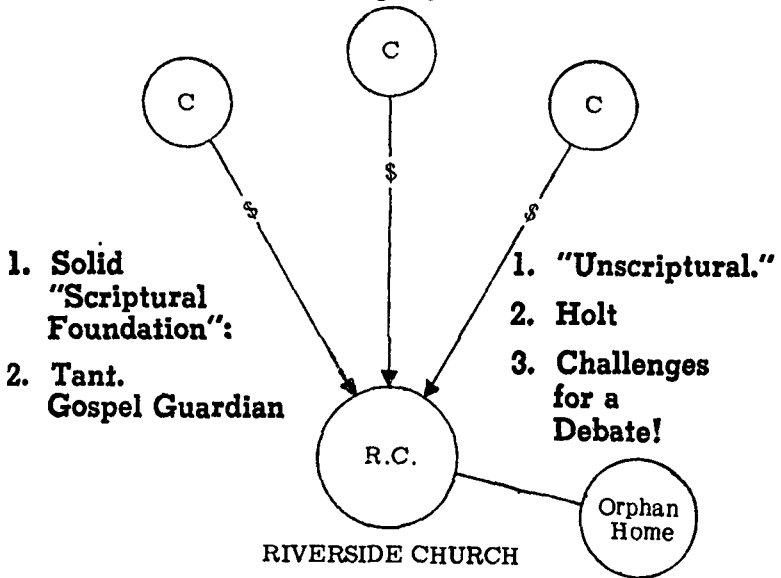 C
C
C
$
$
$
1. Solid
"Scriptural
Foundation":
2. Tant.
Gospel Guardian
1. "Unscriptural."
2. Holt
3. Challenges
for a
Debate!
R.C.
Orphan
Home
RIVERSIDE CHURCH